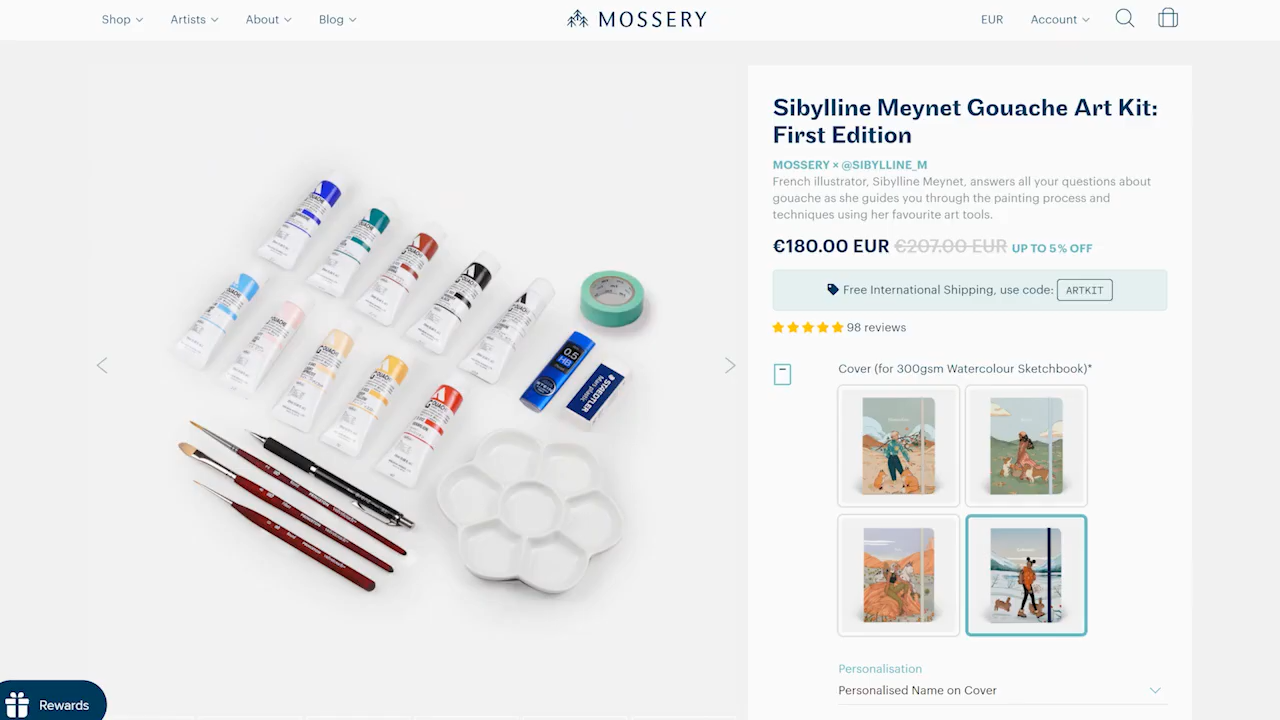 Shop
Artists
About
Blog
MOSSERY
EUR
Account
Sibylline Meynet Gouache Art Kit:
First Edition
MOSSERY × @SIBYLLINE_M
French illustrator, Sibylline Meynet, answers all your questions about
gouache as she guides you through the painting process and
techniques using her favourite art tools.
€180.00 EUR €207.00 EUR UP TO 5% OFF
Free International Shipping, use code: ARTKIT
98 reviews
Cover (for 300gsm Watercolour Sketchbook)*
Personalisation
Personalised Name on Cover
Rewards
0.5
HB
STAEDTLER
Mars plastic